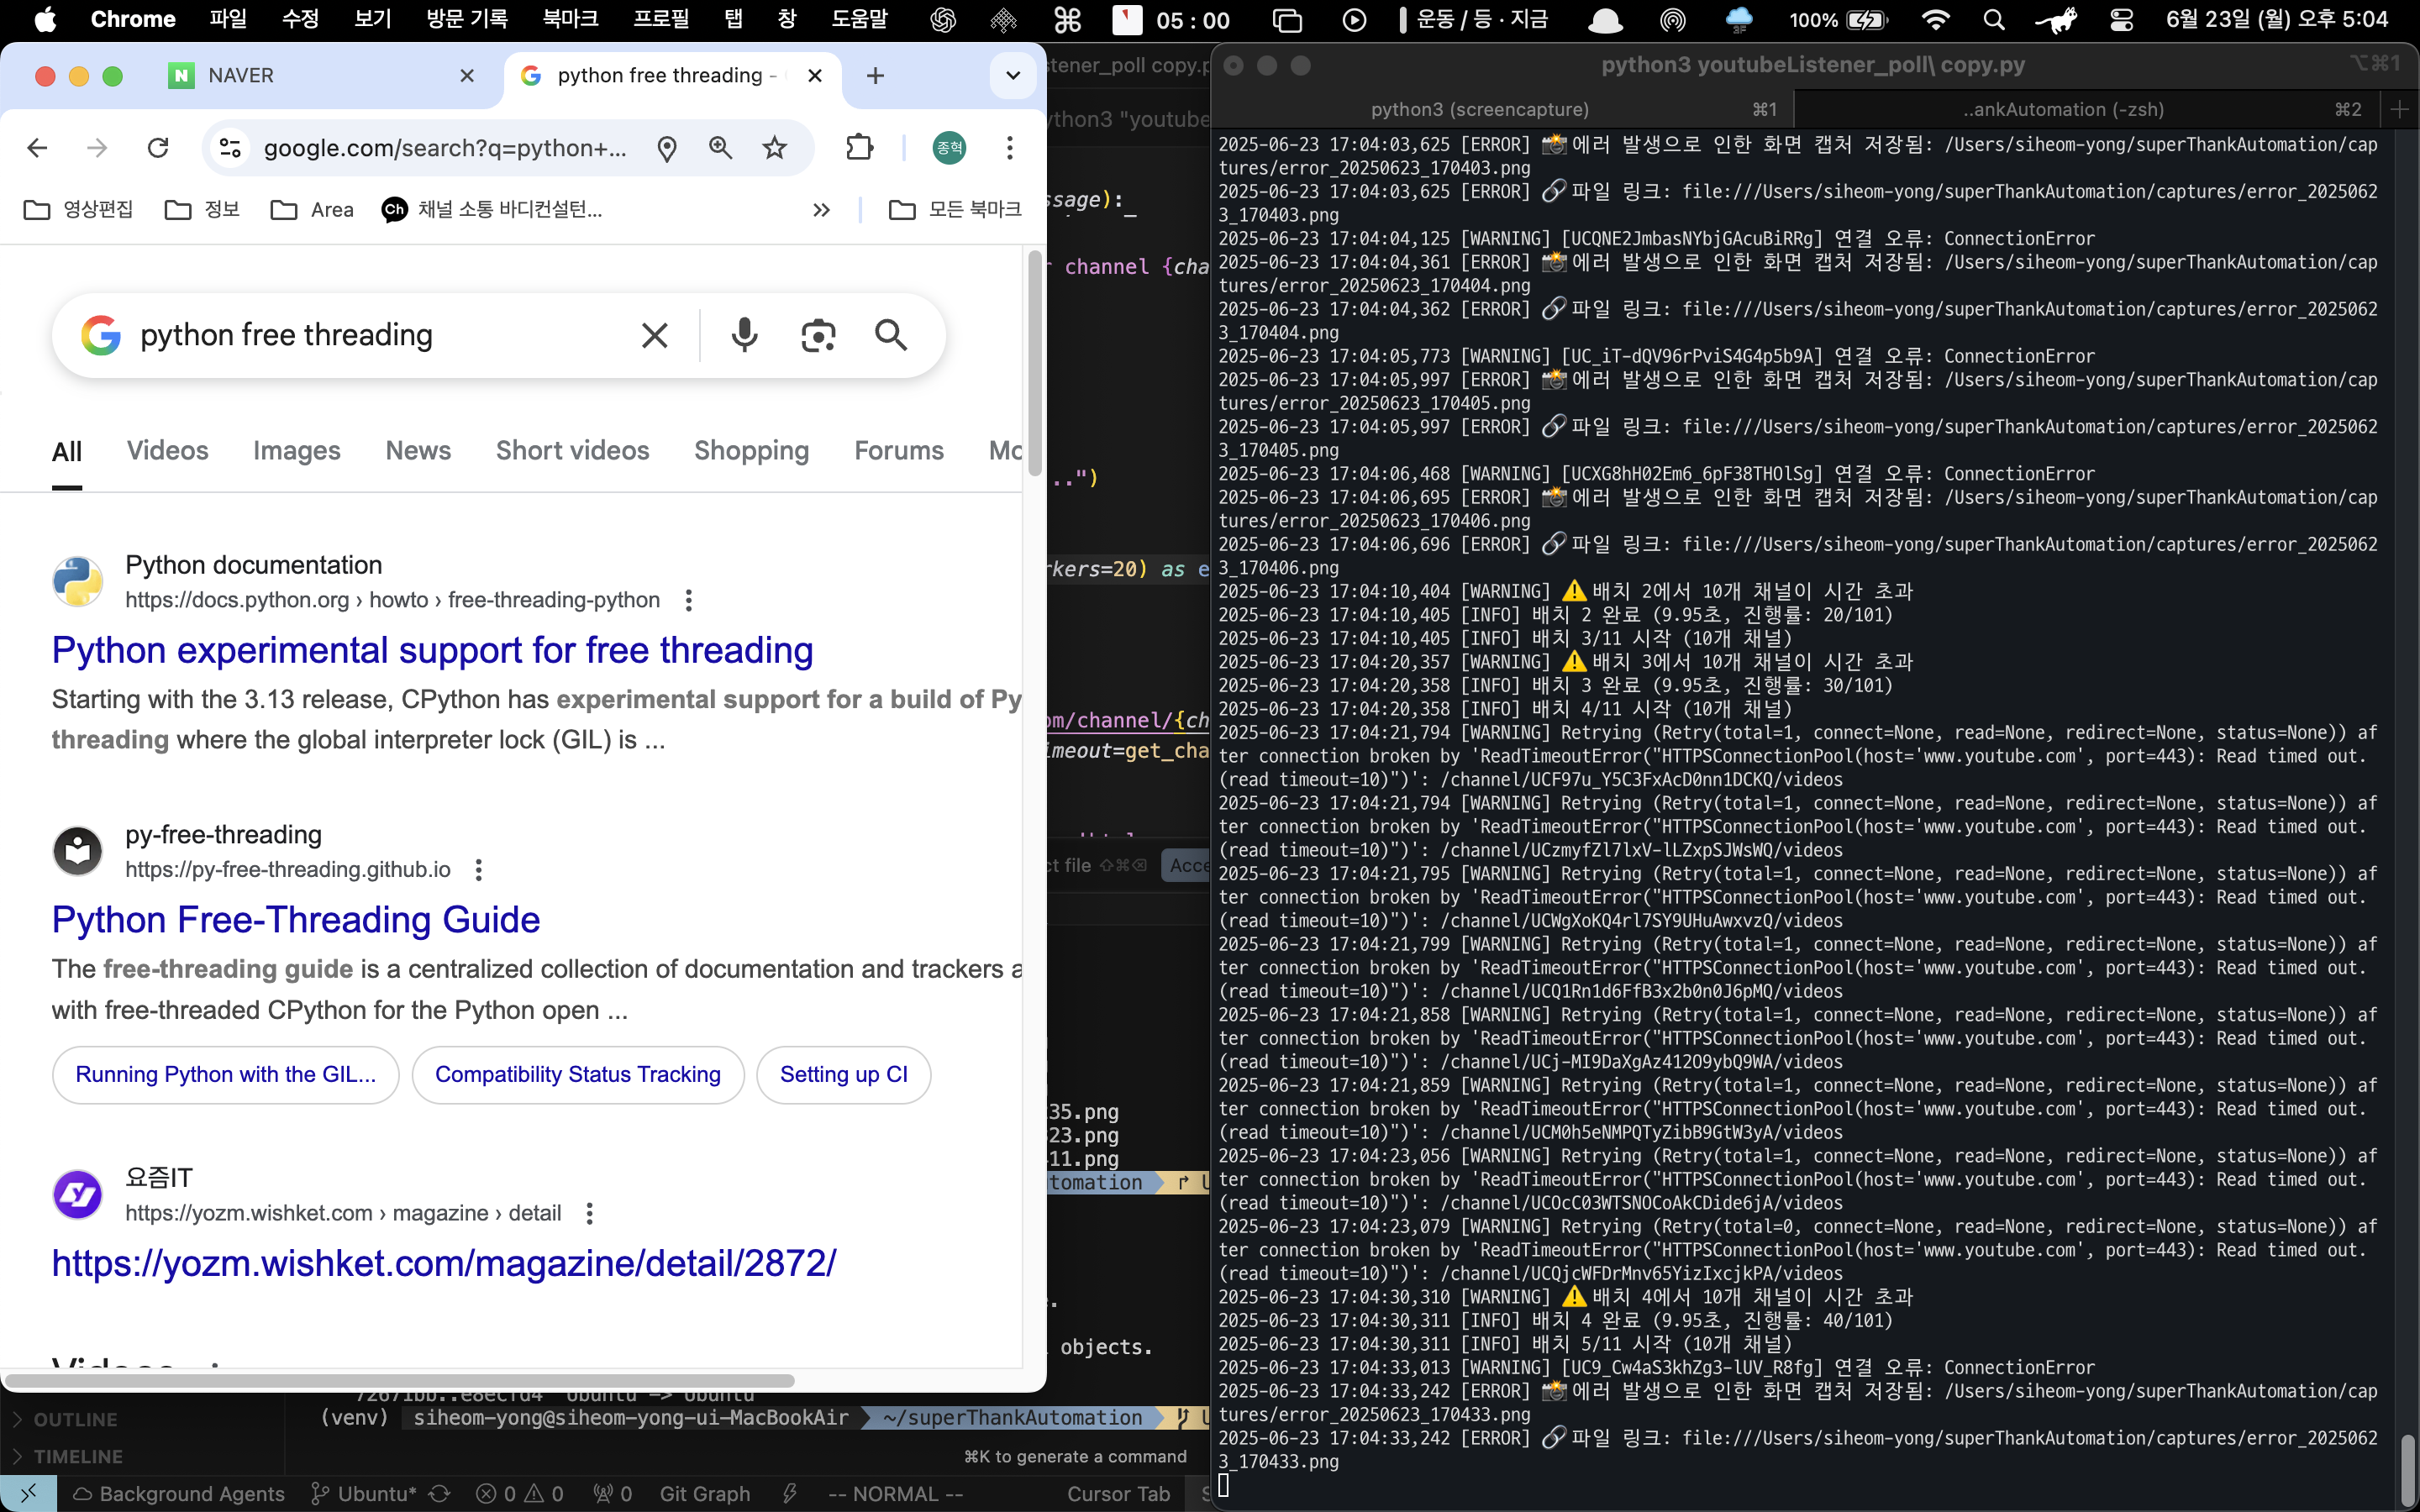 Chrome 파일 수정 보기 방문 기록 북마크 프로필 탭 창 도움말 05 : 00 운동 / 등 · 지금 100% 6월 23일 (월) 오후 5:04
NAVER
python free threading -
google.com/search?q=python+...
종혁
영상편집 정보 Area Ch 채널 소통 바디컨설턴... 모든 북마크
python free threading
All Videos Images News Short videos Shopping Forums Mo
Python documentation
https://docs.python.org › howto › free-threading-python
Python experimental support for free threading
Starting with the 3.13 release, CPython has experimental support for a build of Py
threading where the global interpreter lock (GIL) is ...
py-free-threading
https://py-free-threading.github.io
Python Free-Threading Guide
The free-threading guide is a centralized collection of documentation and trackers a
with free-threaded CPython for the Python open ...
Running Python with the GIL... Compatibility Status Tracking Setting up CI
요즘IT
https://yozm.wishket.com › magazine › detail
https://yozm.wishket.com/magazine/detail/2872/
stener_poll copy.p
ython3 "youtube
ssage):
channel {cha
..")
rkers=20) as e
om/channel/{ch
imeout=get_cha
ct file ⇧⌘⌫ Acce
35.png
23.png
11.png
tomation
objects.
(venv) siheom-yong@siheom-yong-ui-MacBookAir ~/superThankAutomation
OUTLINE
TIMELINE
⌘K to generate a command
Background Agents Ubuntu* 0 0 0 Git Graph -- NORMAL -- Cursor Tab
python3 youtubeListener_poll\ copy.py ⌥⌘1
python3 (screencapture) ⌘1 ..ankAutomation (-zsh) ⌘2
2025-06-23 17:04:03,625 [ERROR] 📸에러 발생으로 인한 화면 캡처 저장됨: /Users/siheom-yong/superThankAutomation/cap
tures/error_20250623_170403.png
2025-06-23 17:04:03,625 [ERROR] 🔗파일 링크: file:///Users/siheom-yong/superThankAutomation/captures/error_2025062
3_170403.png
2025-06-23 17:04:04,125 [WARNING] [UCQNE2JmbasNYbjGAcuBiRRg] 연결 오류: ConnectionError
2025-06-23 17:04:04,361 [ERROR] 📸에러 발생으로 인한 화면 캡처 저장됨: /Users/siheom-yong/superThankAutomation/cap
tures/error_20250623_170404.png
2025-06-23 17:04:04,362 [ERROR] 🔗파일 링크: file:///Users/siheom-yong/superThankAutomation/captures/error_2025062
3_170404.png
2025-06-23 17:04:05,773 [WARNING] [UC_iT-dQV96rPviS4G4p5b9A] 연결 오류: ConnectionError
2025-06-23 17:04:05,997 [ERROR] 📸에러 발생으로 인한 화면 캡처 저장됨: /Users/siheom-yong/superThankAutomation/cap
tures/error_20250623_170405.png
2025-06-23 17:04:05,997 [ERROR] 🔗파일 링크: file:///Users/siheom-yong/superThankAutomation/captures/error_2025062
3_170405.png
2025-06-23 17:04:06,468 [WARNING] [UCXG8hH02Em6_6pF38THOlSg] 연결 오류: ConnectionError
2025-06-23 17:04:06,695 [ERROR] 📸에러 발생으로 인한 화면 캡처 저장됨: /Users/siheom-yong/superThankAutomation/cap
tures/error_20250623_170406.png
2025-06-23 17:04:06,696 [ERROR] 🔗파일 링크: file:///Users/siheom-yong/superThankAutomation/captures/error_2025062
3_170406.png
2025-06-23 17:04:10,404 [WARNING] ⚠️배치 2에서 10개 채널이 시간 초과
2025-06-23 17:04:10,405 [INFO] 배치 2 완료 (9.95초, 진행률: 20/101)
2025-06-23 17:04:10,405 [INFO] 배치 3/11 시작 (10개 채널)
2025-06-23 17:04:20,357 [WARNING] ⚠️배치 3에서 10개 채널이 시간 초과
2025-06-23 17:04:20,358 [INFO] 배치 3 완료 (9.95초, 진행률: 30/101)
2025-06-23 17:04:20,358 [INFO] 배치 4/11 시작 (10개 채널)
2025-06-23 17:04:21,794 [WARNING] Retrying (Retry(total=1, connect=None, read=None, redirect=None, status=None)) af
ter connection broken by 'ReadTimeoutError("HTTPSConnectionPool(host='www.youtube.com', port=443): Read timed out.
(read timeout=10)")': /channel/UCF97u_Y5C3FxAcD0nn1DCKQ/videos
2025-06-23 17:04:21,794 [WARNING] Retrying (Retry(total=1, connect=None, read=None, redirect=None, status=None)) af
ter connection broken by 'ReadTimeoutError("HTTPSConnectionPool(host='www.youtube.com', port=443): Read timed out.
(read timeout=10)")': /channel/UCzmyfZl7lxV-lLZxpSJWsWQ/videos
2025-06-23 17:04:21,795 [WARNING] Retrying (Retry(total=1, connect=None, read=None, redirect=None, status=None)) af
ter connection broken by 'ReadTimeoutError("HTTPSConnectionPool(host='www.youtube.com', port=443): Read timed out.
(read timeout=10)")': /channel/UCWgXoKQ4rl7SY9UHuAwxvzQ/videos
2025-06-23 17:04:21,799 [WARNING] Retrying (Retry(total=1, connect=None, read=None, redirect=None, status=None)) af
ter connection broken by 'ReadTimeoutError("HTTPSConnectionPool(host='www.youtube.com', port=443): Read timed out.
(read timeout=10)")': /channel/UCQ1Rn1d6FfB3x2b0n0J6pMQ/videos
2025-06-23 17:04:21,858 [WARNING] Retrying (Retry(total=1, connect=None, read=None, redirect=None, status=None)) af
ter connection broken by 'ReadTimeoutError("HTTPSConnectionPool(host='www.youtube.com', port=443): Read timed out.
(read timeout=10)")': /channel/UCj-MI9DaXgAz412O9ybQ9WA/videos
2025-06-23 17:04:21,859 [WARNING] Retrying (Retry(total=1, connect=None, read=None, redirect=None, status=None)) af
ter connection broken by 'ReadTimeoutError("HTTPSConnectionPool(host='www.youtube.com', port=443): Read timed out.
(read timeout=10)")': /channel/UCM0h5eNMPQTyZibB9GtW3yA/videos
2025-06-23 17:04:23,056 [WARNING] Retrying (Retry(total=1, connect=None, read=None, redirect=None, status=None)) af
ter connection broken by 'ReadTimeoutError("HTTPSConnectionPool(host='www.youtube.com', port=443): Read timed out.
(read timeout=10)")': /channel/UCOcC03WTSNOCoAkCDide6jA/videos
2025-06-23 17:04:23,079 [WARNING] Retrying (Retry(total=0, connect=None, read=None, redirect=None, status=None)) af
ter connection broken by 'ReadTimeoutError("HTTPSConnectionPool(host='www.youtube.com', port=443): Read timed out.
(read timeout=10)")': /channel/UCQjcWFDrMnv65YizIxcjkPA/videos
2025-06-23 17:04:30,310 [WARNING] ⚠️배치 4에서 10개 채널이 시간 초과
2025-06-23 17:04:30,311 [INFO] 배치 4 완료 (9.95초, 진행률: 40/101)
2025-06-23 17:04:30,311 [INFO] 배치 5/11 시작 (10개 채널)
2025-06-23 17:04:33,013 [WARNING] [UC9_Cw4aS3khZg3-lUV_R8fg] 연결 오류: ConnectionError
2025-06-23 17:04:33,242 [ERROR] 📸에러 발생으로 인한 화면 캡처 저장됨: /Users/siheom-yong/superThankAutomation/cap
tures/error_20250623_170433.png
2025-06-23 17:04:33,242 [ERROR] 🔗파일 링크: file:///Users/siheom-yong/superThankAutomation/captures/error_2025062
3_170433.png